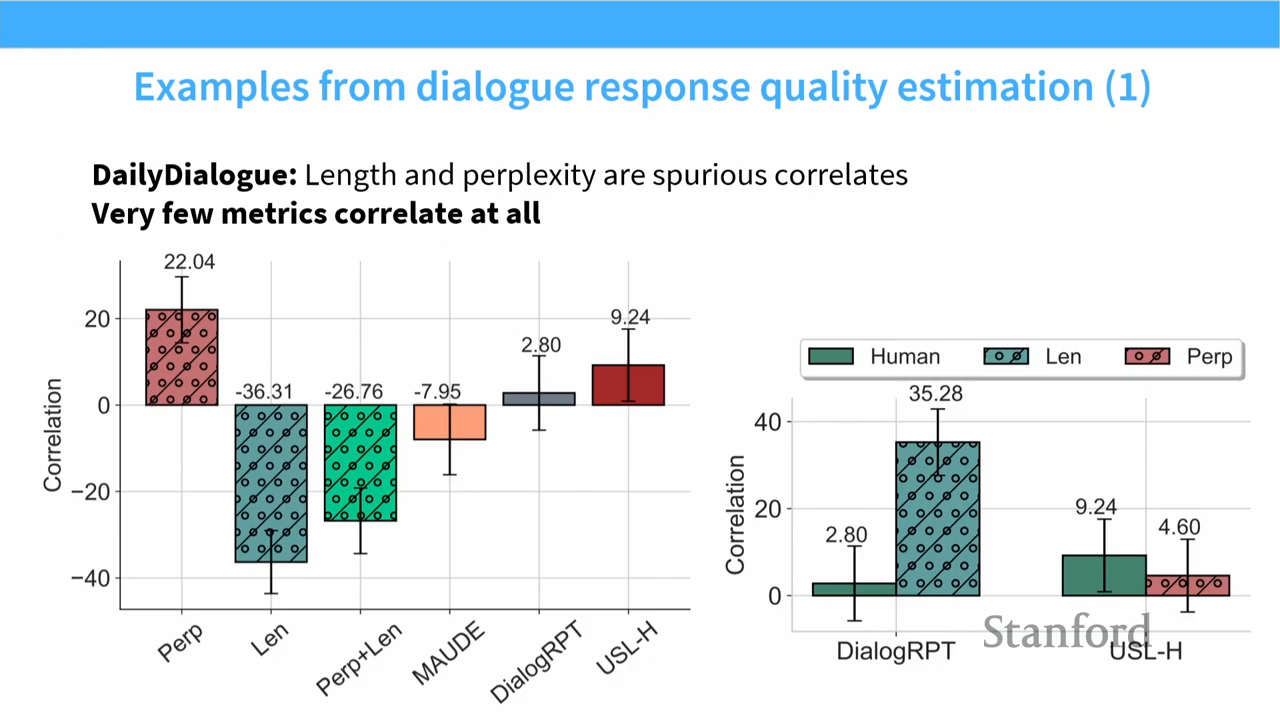 Examples from dialogue response quality estimation (1)
DailyDialogue: Length and perplexity are spurious correlates
Very few metrics correlate at all
Correlation
20
0
−20
−40
22.04
-36.31
-26.76
-7.95
2.80
9.24
Perp
Len
Perp+Len
MAUDE
DialogRPT
USL-H
Human
Len
Perp
Correlation
40
20
0
2.80
35.28
9.24
4.60
DialogRPT
USL-H
Stanford